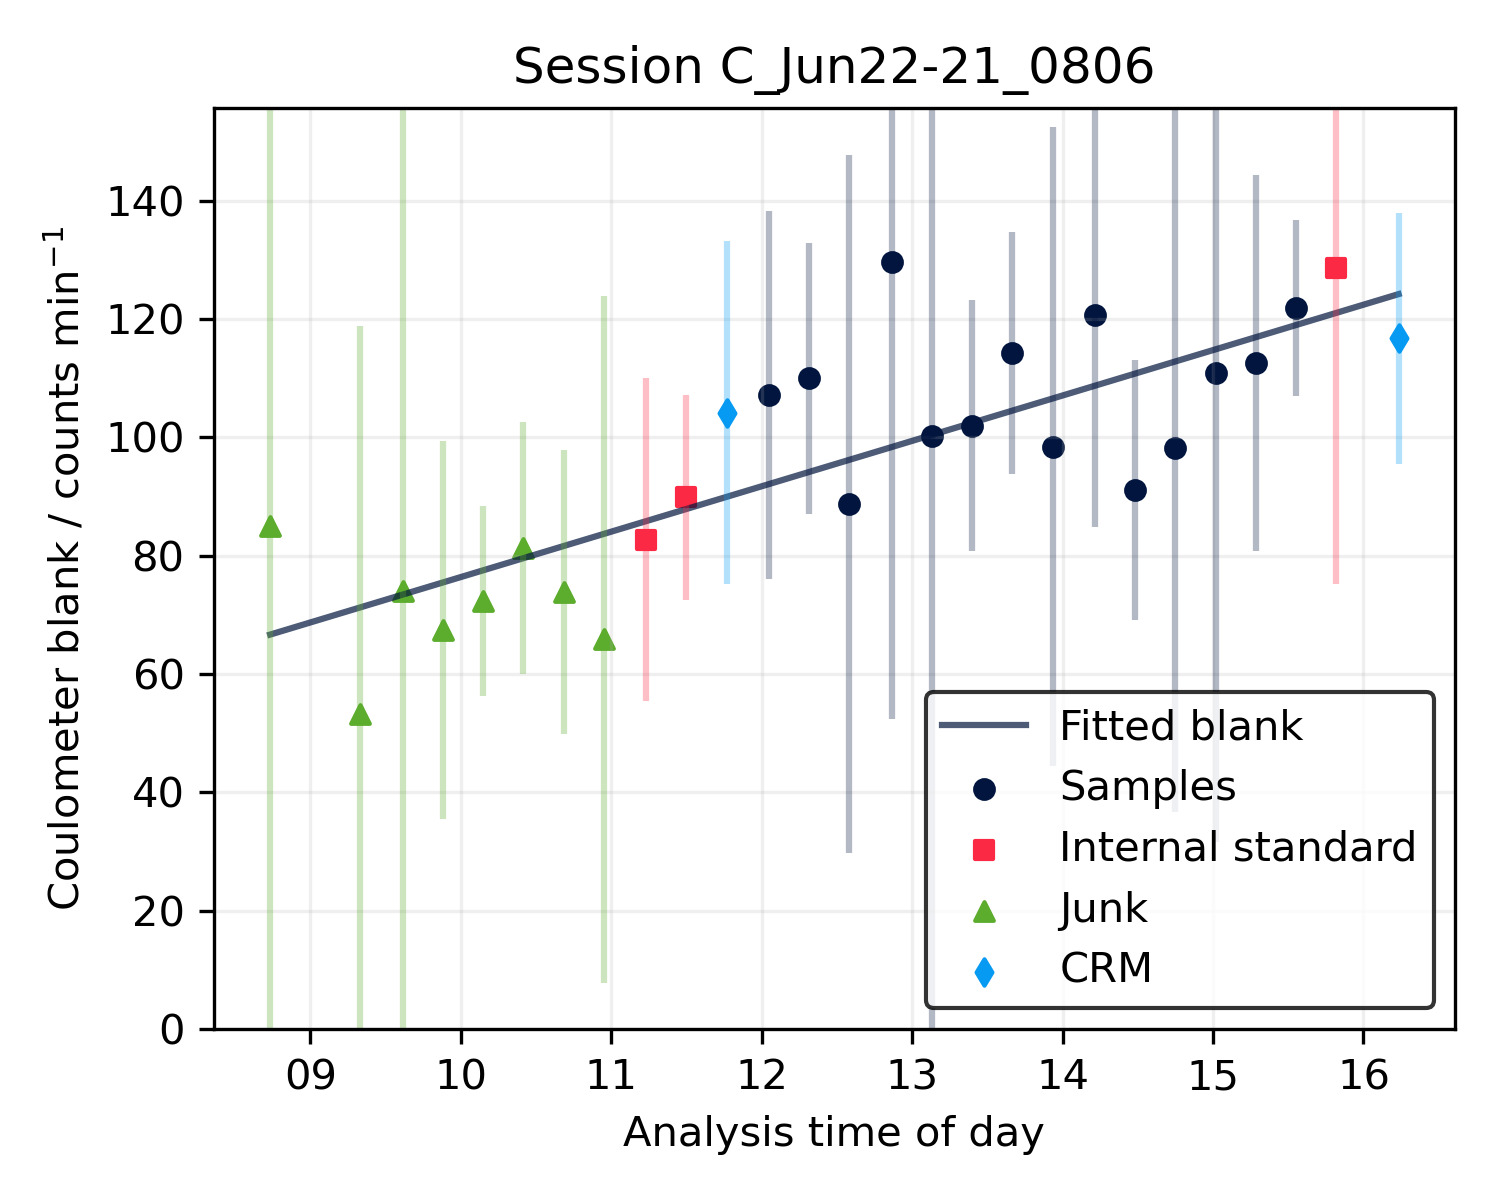 Session C_Jun22-21_0806
Coulometer blank / counts min⁻¹
140
120
100
80
60
40
20
0
Fitted blank
Samples
Internal standard
Junk
CRM
09 10 11 12 13 14 15 16
Analysis time of day